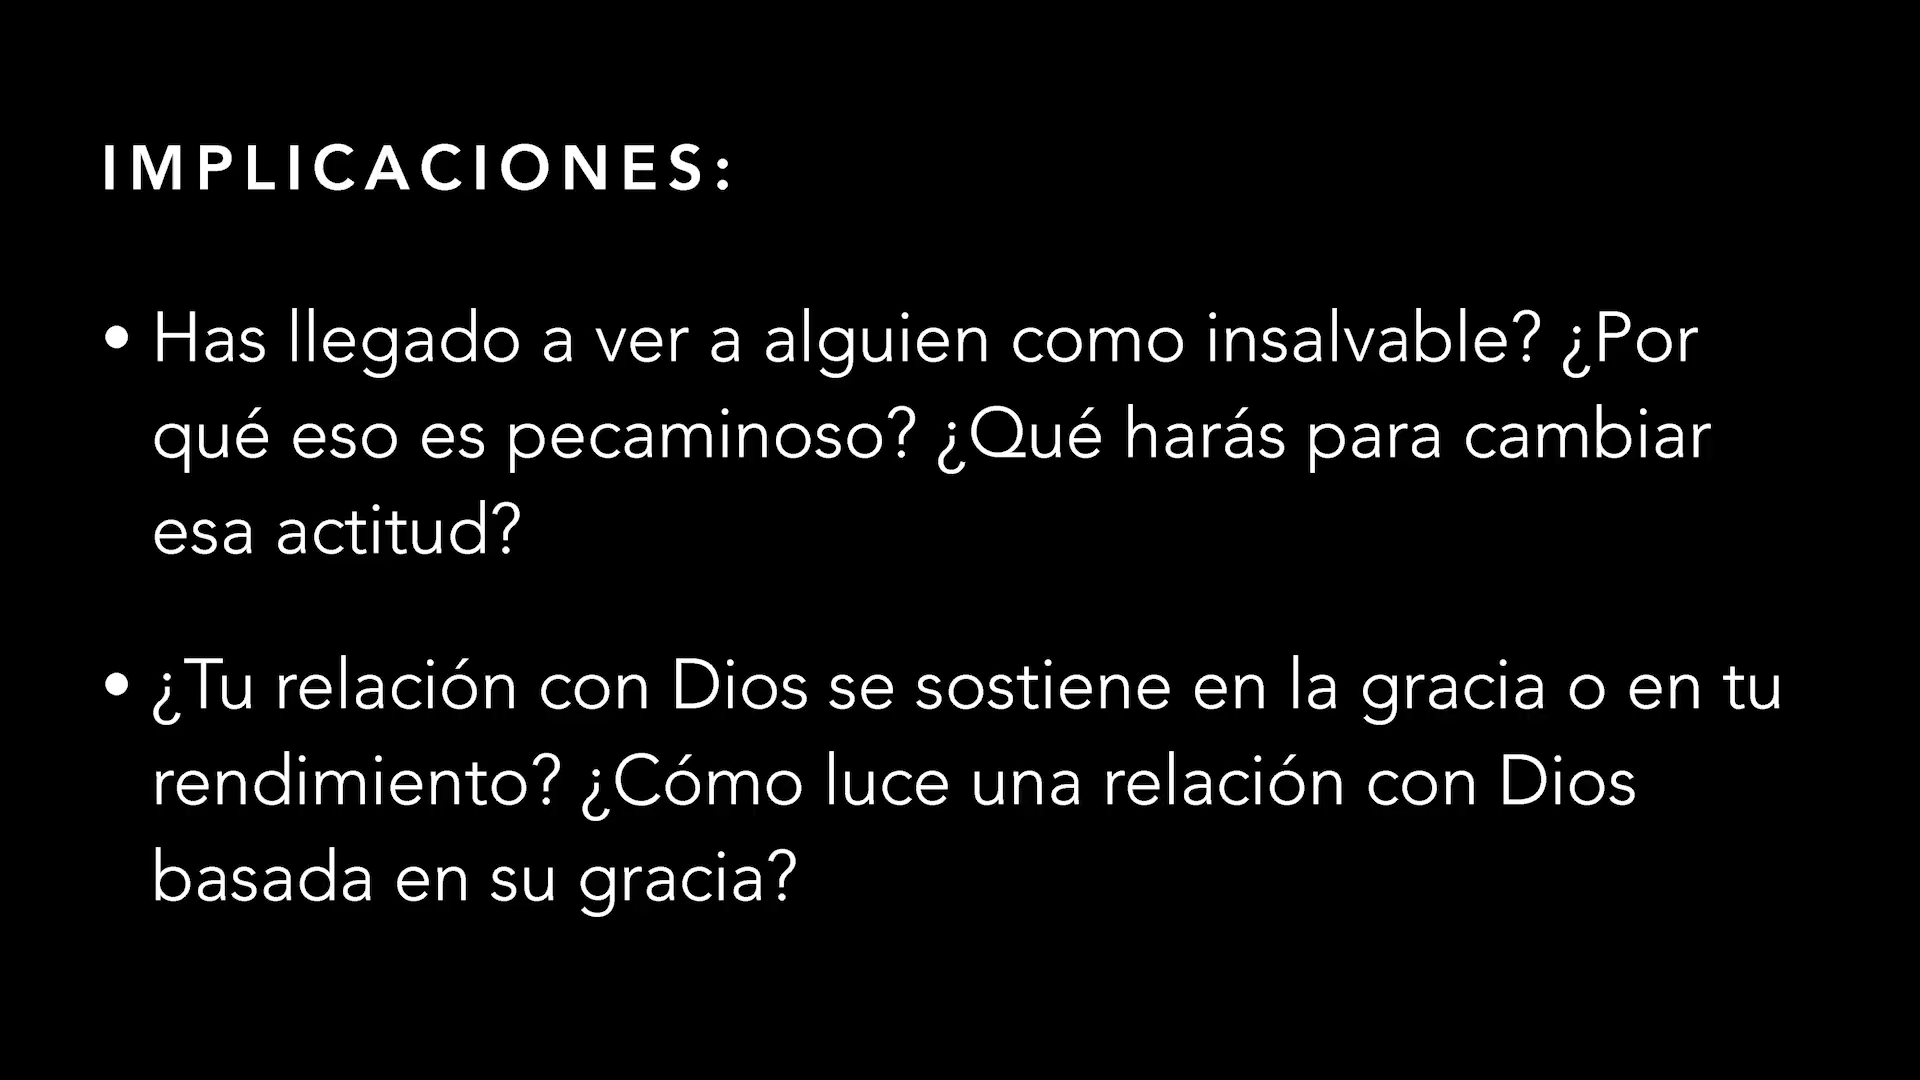 IMPLICACIONES:
• Has llegado a ver a alguien como insalvable? ¿Por
qué eso es pecaminoso? ¿Qué harás para cambiar
esa actitud?
• ¿Tu relación con Dios se sostiene en la gracia o en tu
rendimiento? ¿Cómo luce una relación con Dios
basada en su gracia?